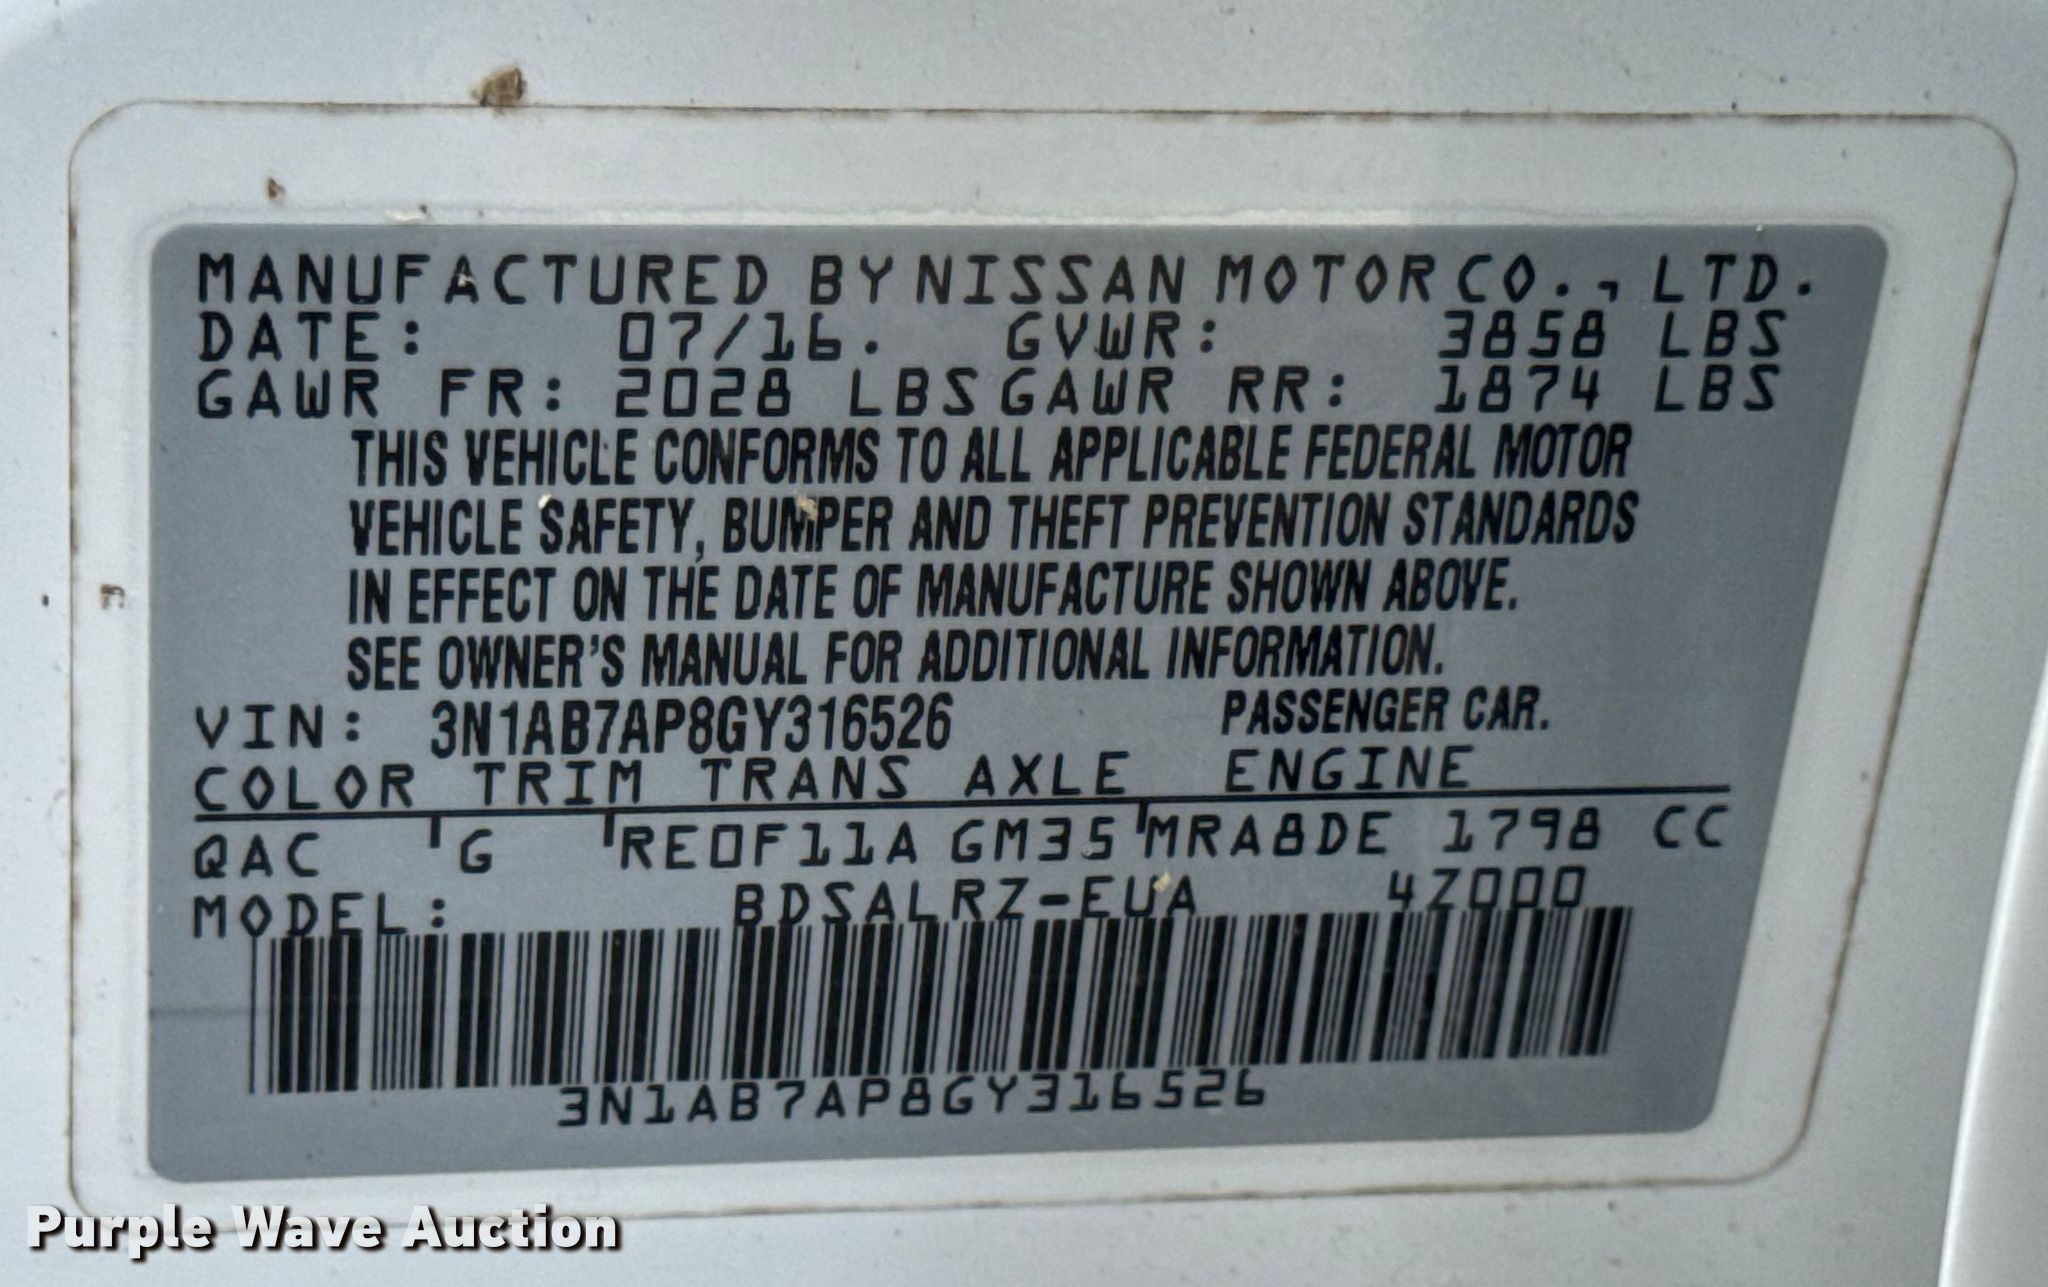 MANUFACTURED BY NISSAN MOTOR CO., LTD.
DATE: 07/16. GVWR: 3858 LBS
GAWR FR: 2028 LBS GAWR RR: 1874 LBS
THIS VEHICLE CONFORMS TO ALL APPLICABLE FEDERAL MOTOR
VEHICLE SAFETY, BUMPER AND THEFT PREVENTION STANDARDS
IN EFFECT ON THE DATE OF MANUFACTURE SHOWN ABOVE.
SEE OWNER'S MANUAL FOR ADDITIONAL INFORMATION.
VIN: 3N1AB7AP8GY316526 PASSENGER CAR.
COLOR TRIM TRANS AXLE ENGINE
QAC G RE0F11A GM35 MRA8DE 1798 CC
MODEL: BDSALRZ-EUA 4Z000
3N1AB7AP8GY316526
Purple Wave Auction